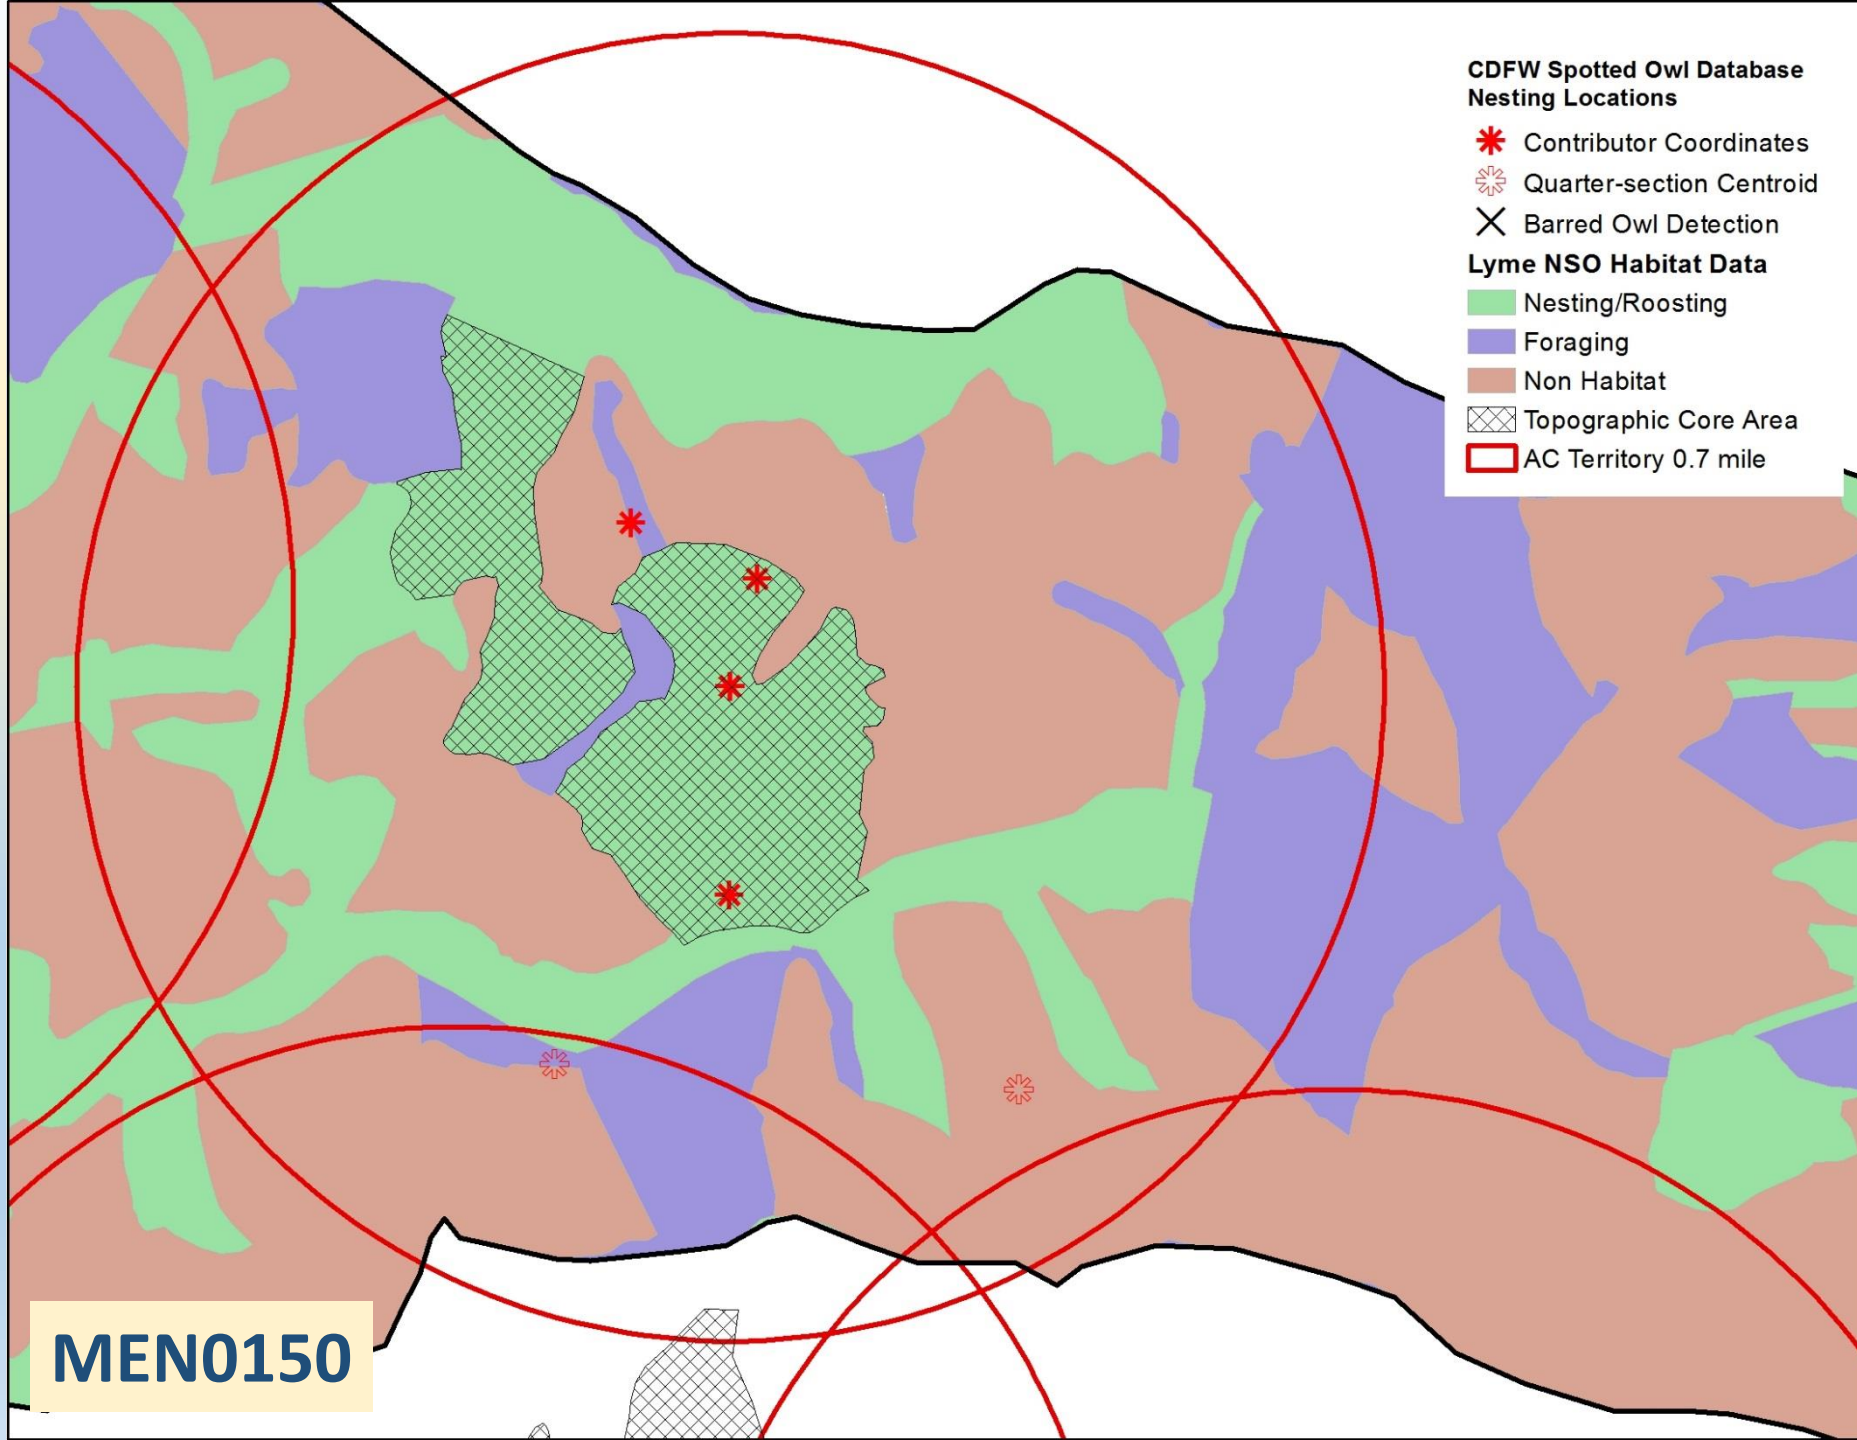 CDFW Spotted Owl Database
Nesting Locations
Contributor Coordinates
Quarter-section Centroid
Barred Owl Detection
Lyme NSO Habitat Data
Nesting/Roosting
Foraging
Non Habitat
Topographic Core Area
AC Territory 0.7 mile
MEN0150